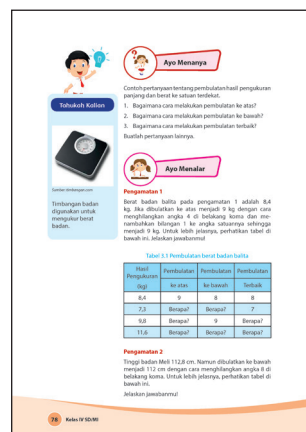 Ayo Menanya
Contoh pertanyaan tentang pembulatan hasil pengukuran
panjang dan berat ke satuan terdekat.
1. Bagaimana cara melakukan pembulatan ke atas?
2. Bagaimana cara melakukan pembulatan ke bawah?
3. Bagaimana cara melakukan pembulatan terbaik?
Buatlah pertanyaan lainnya.
Tahukah Kalian
Sumber: timbangan.com
Timbangan badan
digunakan untuk
mengukur berat
badan.
Ayo Menalar
Pengamatan 1
Berat badan balita pada pengamatan 1 adalah 8,4
kg. Jika dibulatkan ke atas menjadi 9 kg dengan cara
menghilangkan angka 4 di belakang koma dan me-
nambahkan bilangan 1 ke angka satuannya sehingga
menjadi 9 kg. Untuk lebih jelasnya, perhatikan tabel di
bawah ini. Jelaskan jawabanmu!
Tabel 3.1 Pembulatan berat badan balita
Hasil Pengukuran (kg) Pembulatan ke atas Pembulatan ke bawah Pembulatan Terbaik
8,4 9 8 8
7,3 Berapa? Berapa? 7
9,8 Berapa? 9 Berapa?
11,6 Berapa? Berapa? Berapa?
Pengamatan 2
Tinggi badan Meli 112,8 cm. Namun dibulatkan ke bawah
menjadi 112 cm dengan cara menghilangkan angka 8 di
belakang koma. Untuk lebih jelasnya, perhatikan tabel di
bawah ini.
Jelaskan jawabanmu!
78 Kelas IV SD/MI